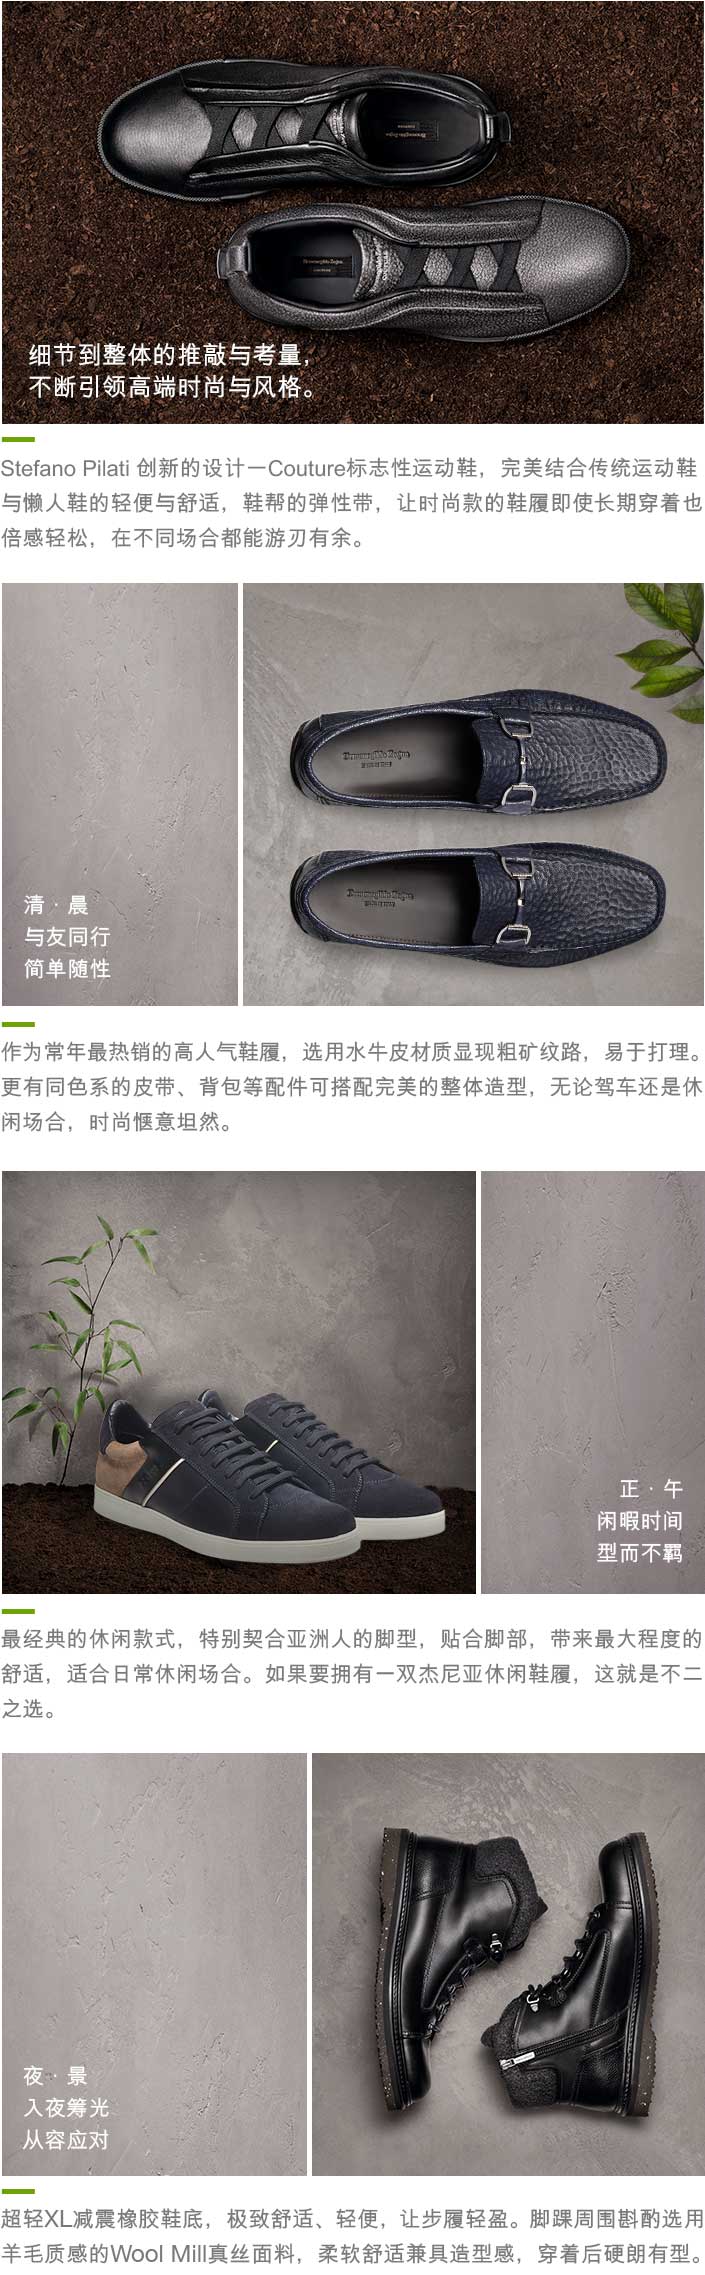 Ermenegildo Zegna
COUTURE
Ermenegildo Zegna
COUTURE
细节到整体的推敲与考量，
不断引领高端时尚与风格。
Stefano Pilati 创新的设计—Couture标志性运动鞋，完美结合传统运动鞋
与懒人鞋的轻便与舒适，鞋帮的弹性带，让时尚款的鞋履即使长期穿着也
倍感轻松，在不同场合都能游刃有余。
Ermenegildo Zegna
Ermenegildo Zegna
清·晨
与友同行
简单随性
作为常年最热销的高人气鞋履，选用水牛皮材质显现粗矿纹路，易于打理。
更有同色系的皮带、背包等配件可搭配完美的整体造型，无论驾车还是休
闲场合，时尚惬意坦然。
正·午
闲暇时间
型而不羁
最经典的休闲款式，特别契合亚洲人的脚型，贴合脚部，带来最大程度的
舒适，适合日常休闲场合。如果要拥有一双杰尼亚休闲鞋履，这就是不二
之选。
夜·景
入夜筹光
从容应对
超轻XL减震橡胶鞋底，极致舒适、轻便，让步履轻盈。脚踝周围斟酌选用
羊毛质感的Wool Mill真丝面料，柔软舒适兼具造型感，穿着后硬朗有型。